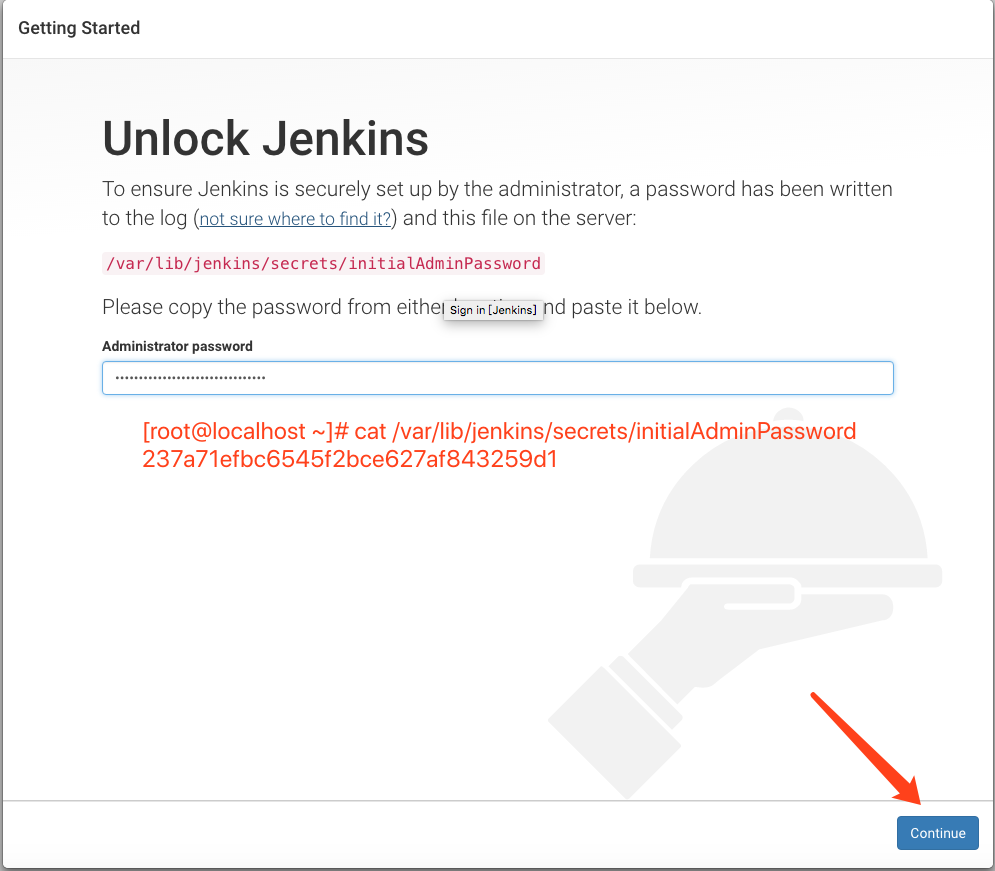 Getting Started
Unlock Jenkins
To ensure Jenkins is securely set up by the administrator, a password has been written
to the log (not sure where to find it?) and this file on the server:
/var/lib/jenkins/secrets/initialAdminPassword
Please copy the password from either nd paste it below.
Sign in [Jenkins]
Administrator password
[root@localhost ~]# cat /var/lib/jenkins/secrets/initialAdminPassword
237a71efbc6545f2bce627af843259d1
Continue